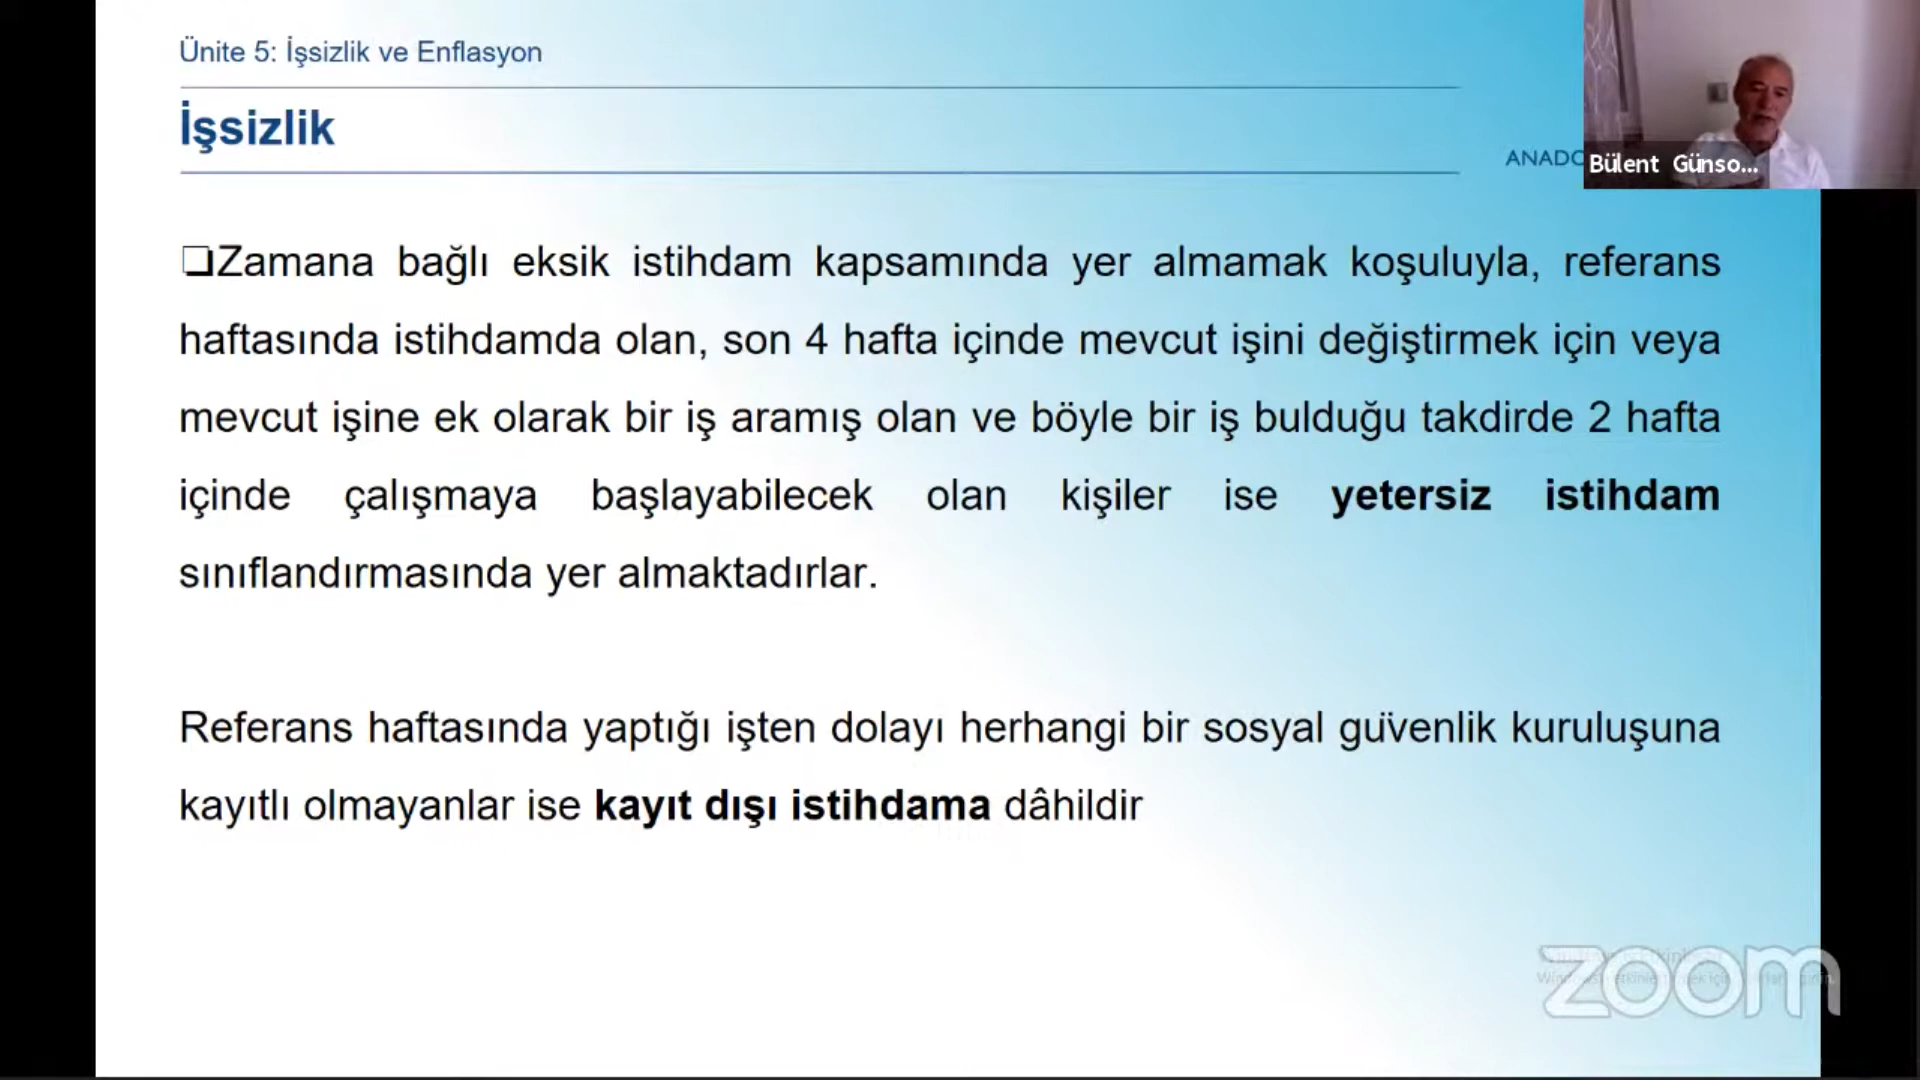 Ünite 5: İşsizlik ve Enflasyon
İşsizlik
ANADO
Bülent Günso...
❑Zamana bağlı eksik istihdam kapsamında yer almamak koşuluyla, referans
haftasında istihdamda olan, son 4 hafta içinde mevcut işini değiştirmek için veya
mevcut işine ek olarak bir iş aramış olan ve böyle bir iş bulduğu takdirde 2 hafta
içinde çalışmaya başlayabilecek olan kişiler ise yetersiz istihdam
sınıflandırmasında yer almaktadırlar.
Referans haftasında yaptığı işten dolayı herhangi bir sosyal güvenlik kuruluşuna
kayıtlı olmayanlar ise kayıt dışı istihdama dâhildir
zoom